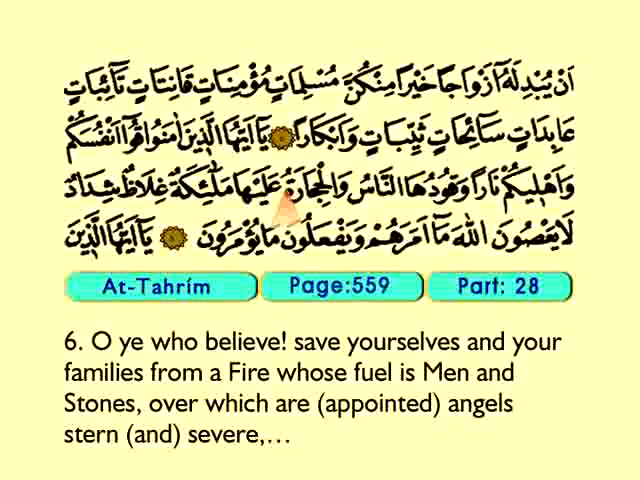 اَنْ يُبْدِلَهُٓ اَزْوَاجًا خَيْرًا مِنْكُنَّ مُسْلِمَاتٍ مُؤْمِنَاتٍ قَانِتَاتٍ تَٓائِبَاتٍ
عَابِدَاتٍ سَٓائِحَاتٍ ثَيِّبَاتٍ وَاَبْكَارًا يَٓا اَيُّهَا الَّذِينَ اٰمَنُوا قُٓوا اَنْفُسَكُمْ
وَاَهْلِيكُمْ نَارًا وَقُودُهَا النَّاسُ وَالْحِجَارَةُ عَلَيْهَا مَلٰٓئِكَةٌ غِلَاظٌ شِدَادٌ
لَا يَعْصُونَ اللّٰهَ مَٓا اَمَرَهُمْ وَيَفْعَلُونَ مَا يُؤْمَرُونَ يَٓا اَيُّهَا الَّذِينَ
At-Tahrím Page:559 Part: 28
6. O ye who believe! save yourselves and your
families from a Fire whose fuel is Men and
Stones, over which are (appointed) angels
stern (and) severe,…